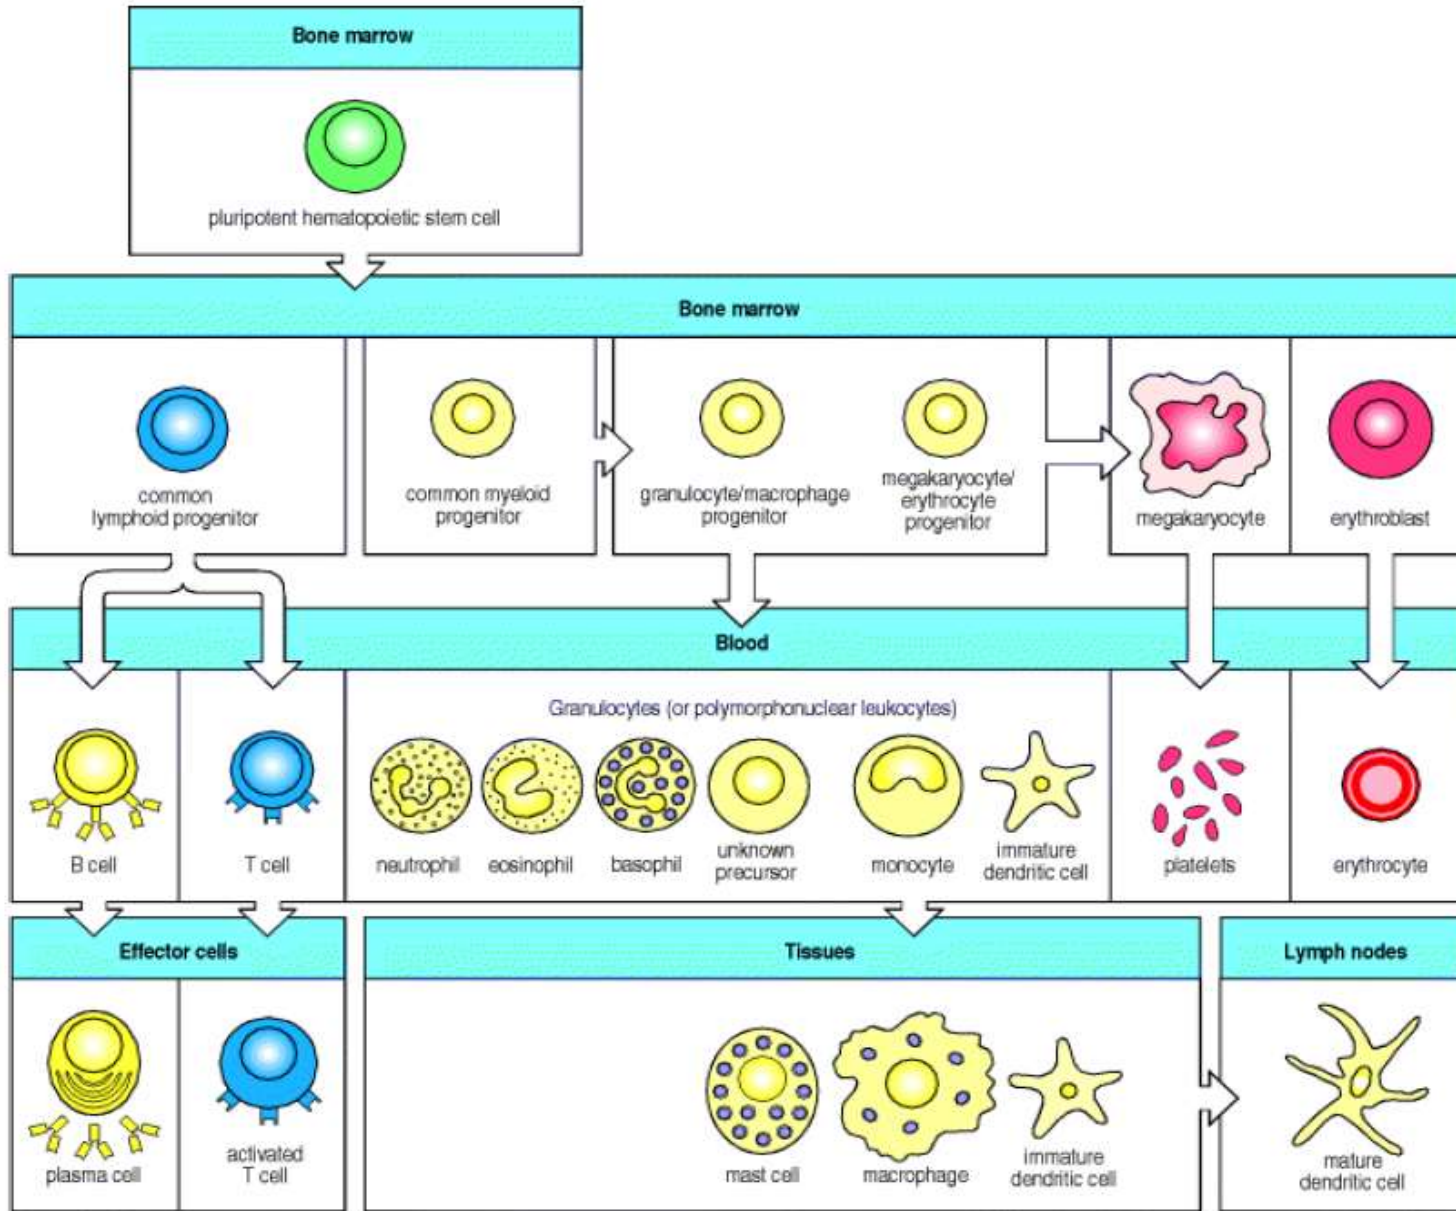 Bone marrow
pluripotent hematopoietic stem cell
Bone marrow
common
lymphoid progenitor
common myeloid
progenitor
granulocyte/macrophage
progenitor
megakaryocyte/
erythrocyte
progenitor
megakaryocyte
erythroblast
Blood
Granulocytes (or polymorphonuclear leukocytes)
B cell
T cell
neutrophil
eosinophil
basophil
unknown
precursor
monocyte
immature
dendritic cell
platelets
erythrocyte
Effector cells
Tissues
Lymph nodes
plasma cell
activated
T cell
mast cell
macrophage
immature
dendritic cell
mature
dendritic cell